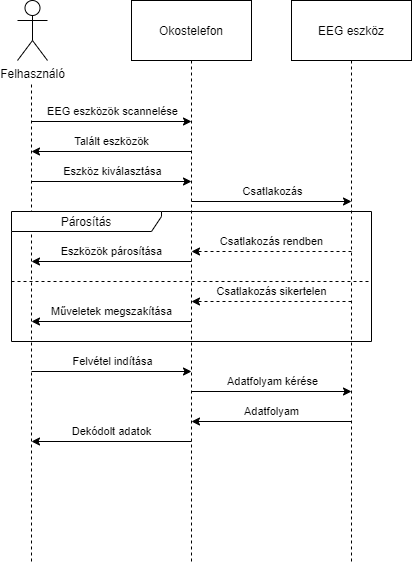 Felhasználó
Okostelefon
EEG eszköz
EEG eszközök scannelése
Talált eszközök
Eszköz kiválasztása
Csatlakozás
Párosítás
Csatlakozás rendben
Eszközök párosítása
Csatlakozás sikertelen
Műveletek megszakítása
Felvétel indítása
Adatfolyam kérése
Adatfolyam
Dekódolt adatok